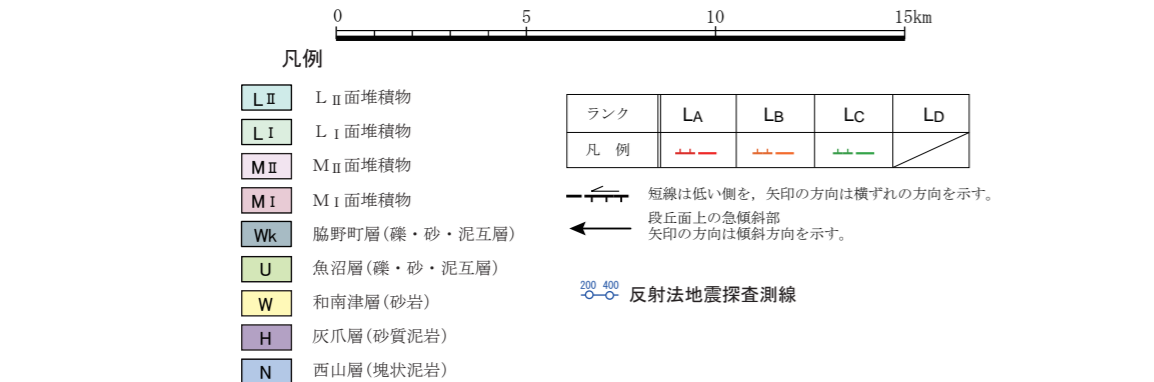 0 5 10 15km
凡例
LⅡ LⅡ面堆積物
LⅠ LⅠ面堆積物
MⅡ MⅡ面堆積物
MⅠ MⅠ面堆積物
Wk 脇野町層(礫・砂・泥互層)
U 魚沼層(礫・砂・泥互層)
W 和南津層(砂岩)
H 灰爪層(砂質泥岩)
N 西山層(塊状泥岩)
ランク LA LB LC LD
凡 例
短線は低い側を，矢印の方向は横ずれの方向を示す。
段丘面上の急傾斜部
矢印の方向は傾斜方向を示す。
200 400 反射法地震探査測線